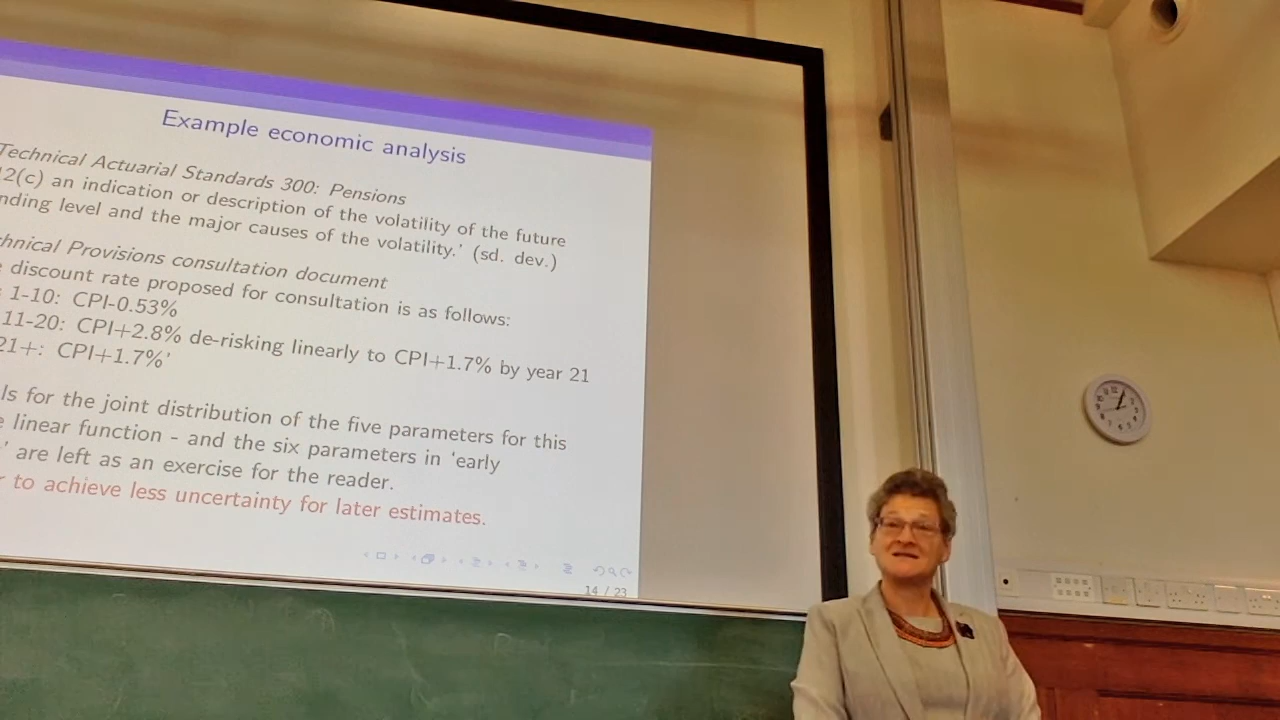 Example economic analysis
Technical Actuarial Standards 300: Pensions
2(c) an indication or description of the volatility of the future
nding level and the major causes of the volatility.' (sd. dev.)
hnical Provisions consultation document
discount rate proposed for consultation is as follows:
1-10: CPI-0.53%
11-20: CPI+2.8% de-risking linearly to CPI+1.7% by year 21
21+: CPI+1.7%'
ls for the joint distribution of the five parameters for this
linear function - and the six parameters in 'early
' are left as an exercise for the reader.
to achieve less uncertainty for later estimates.
14 / 23